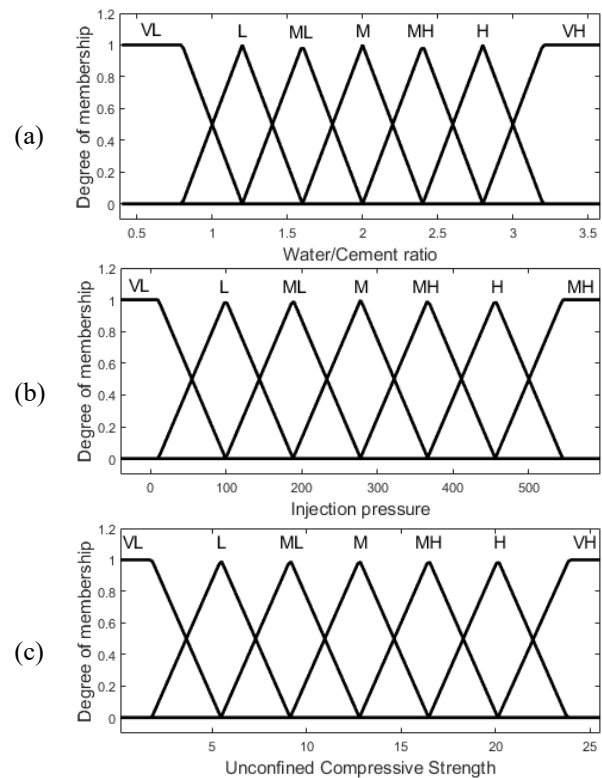 1.2
VL L ML M MH H VH
1
0.8
0.6
0.4
0.2
0
Degree of membership
(a)
0.5 1 1.5 2 2.5 3 3.5
Water/Cement ratio
1.2
VL L ML M MH H MH
1
0.8
0.6
0.4
0.2
0
Degree of membership
(b)
0 100 200 300 400 500
Injection pressure
1.2
VL L ML M MH H VH
1
0.8
0.6
0.4
0.2
0
Degree of membership
(c)
5 10 15 20 25
Unconfined Compressive Strength